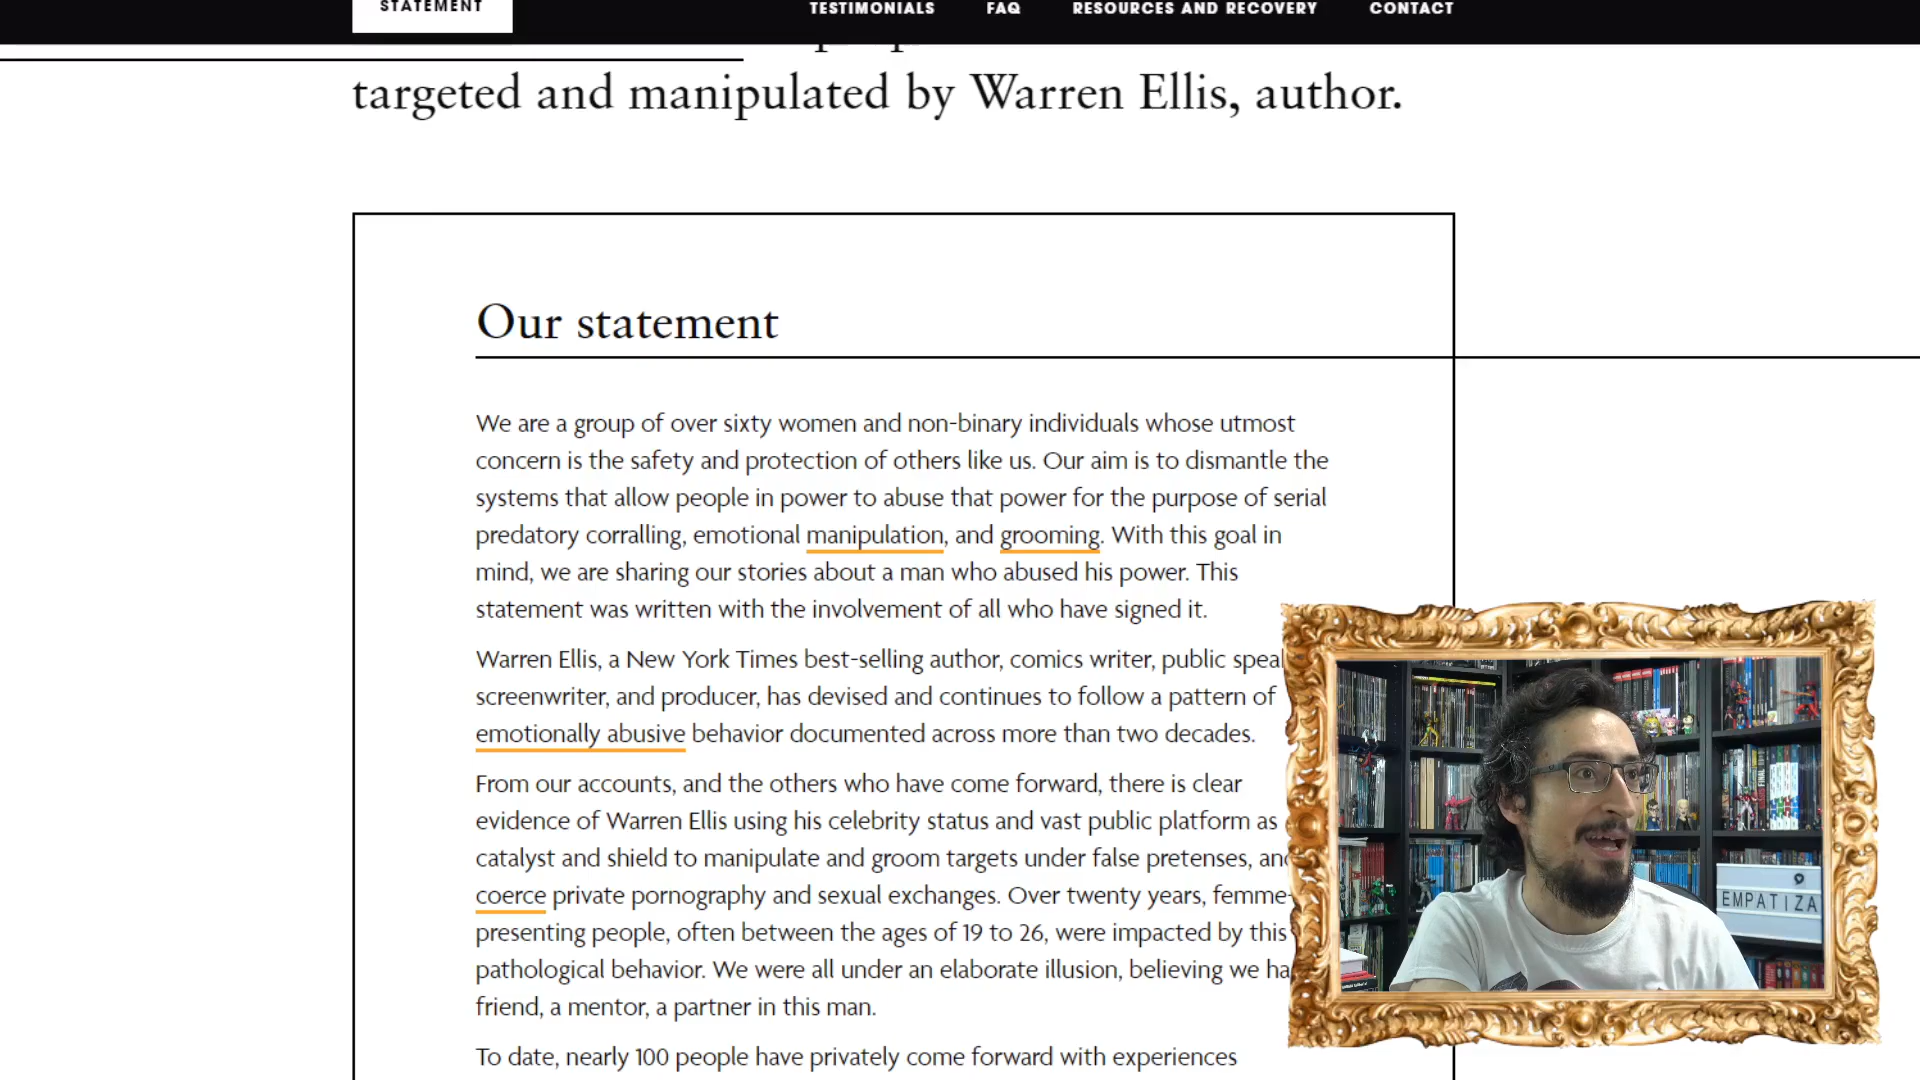 STATEMENT
TESTIMONIALS
FAQ
RESOURCES AND RECOVERY
CONTACT
targeted and manipulated by Warren Ellis, author.
Our statement
We are a group of over sixty women and non-binary individuals whose utmost
concern is the safety and protection of others like us. Our aim is to dismantle the
systems that allow people in power to abuse that power for the purpose of serial
predatory corralling, emotional manipulation, and grooming. With this goal in
mind, we are sharing our stories about a man who abused his power. This
statement was written with the involvement of all who have signed it.
Warren Ellis, a New York Times best-selling author, comics writer, public
screenwriter, and producer, has devised and continues to follow a pattern of
emotionally abusive behavior documented across more than two decades.
From our accounts, and the others who have come forward, there is clear
evidence of Warren Ellis using his celebrity status and vast public platform as
catalyst and shield to manipulate and groom targets under false pretenses,
coerce private pornography and sexual exchanges. Over twenty years, femme-
presenting people, often between the ages of 19 to 26, were impacted by this
pathological behavior. We were all under an elaborate illusion, believing we
friend, a mentor, a partner in this man.
To date, nearly 100 people have privately come forward with experiences
EMPATIZA